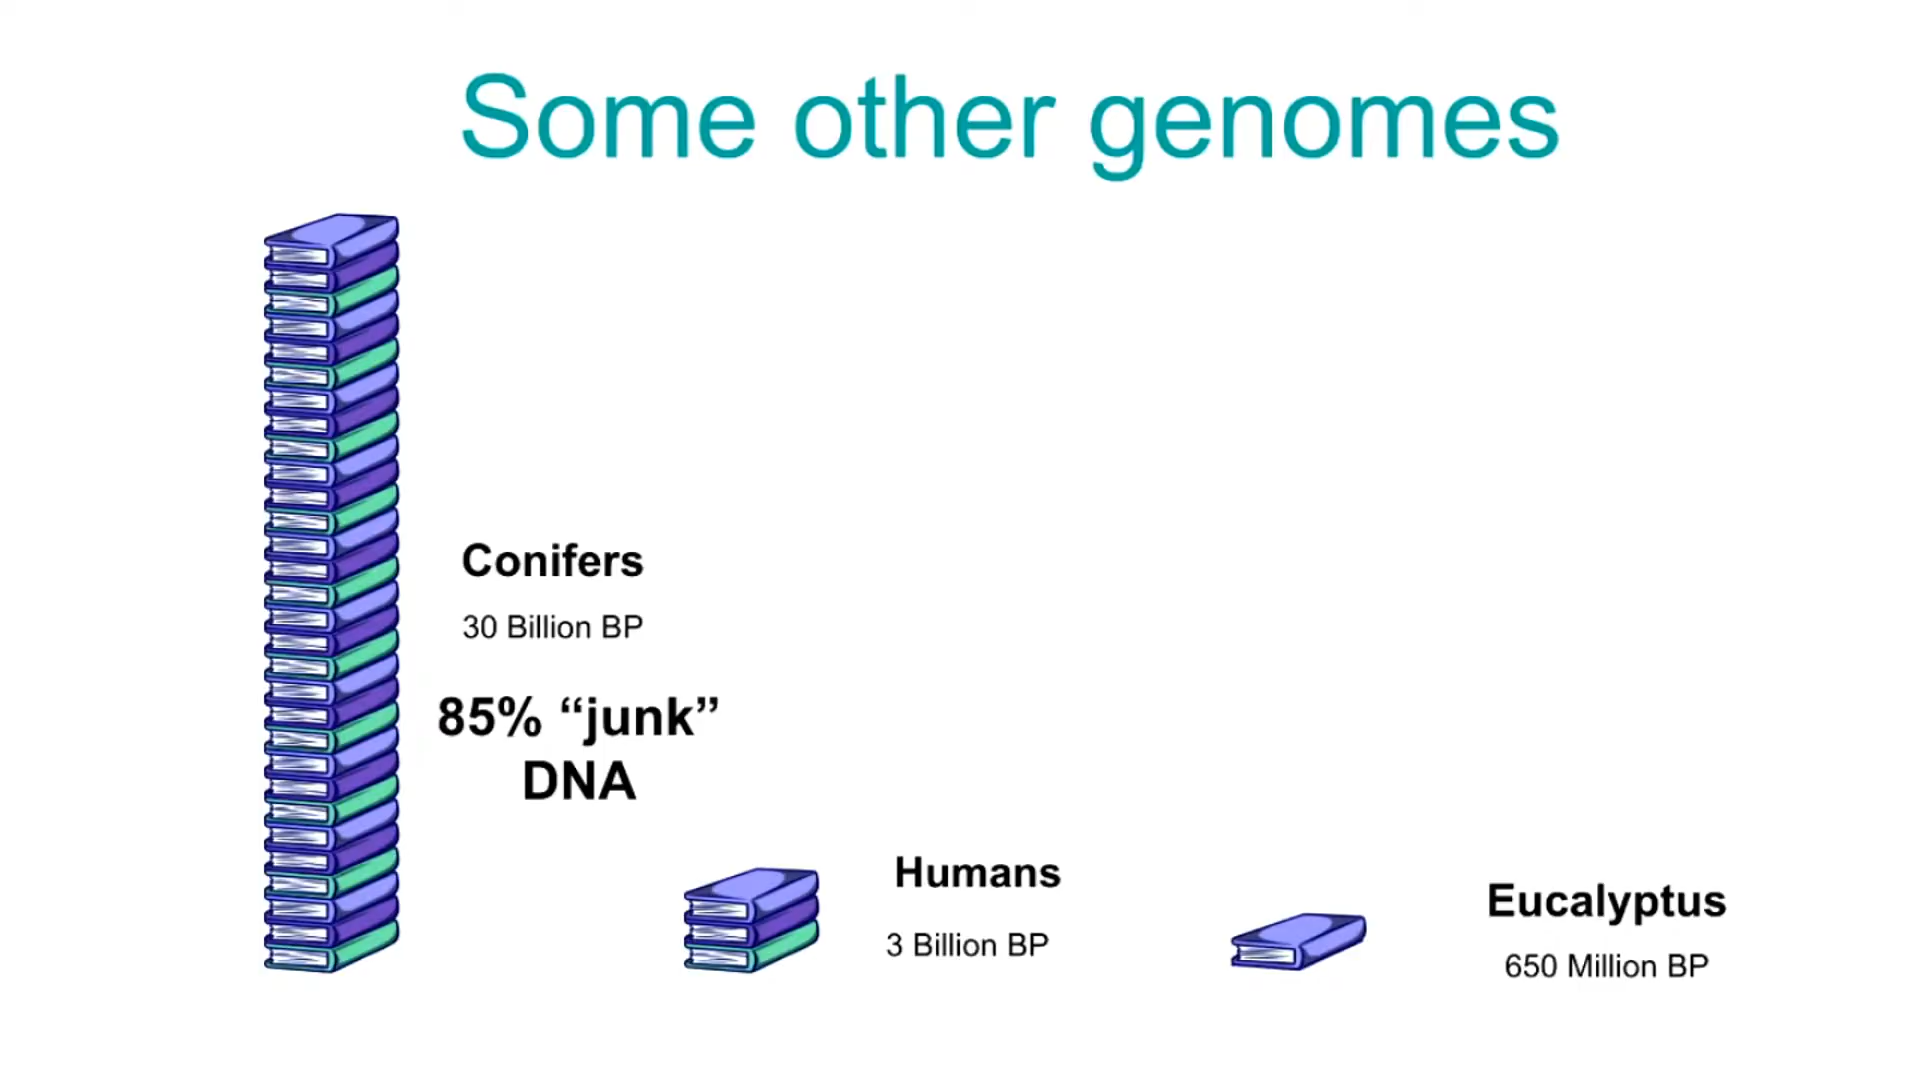 Some other genomes
Conifers
30 Billion BP
85% “junk”
DNA
Humans
3 Billion BP
Eucalyptus
650 Million BP